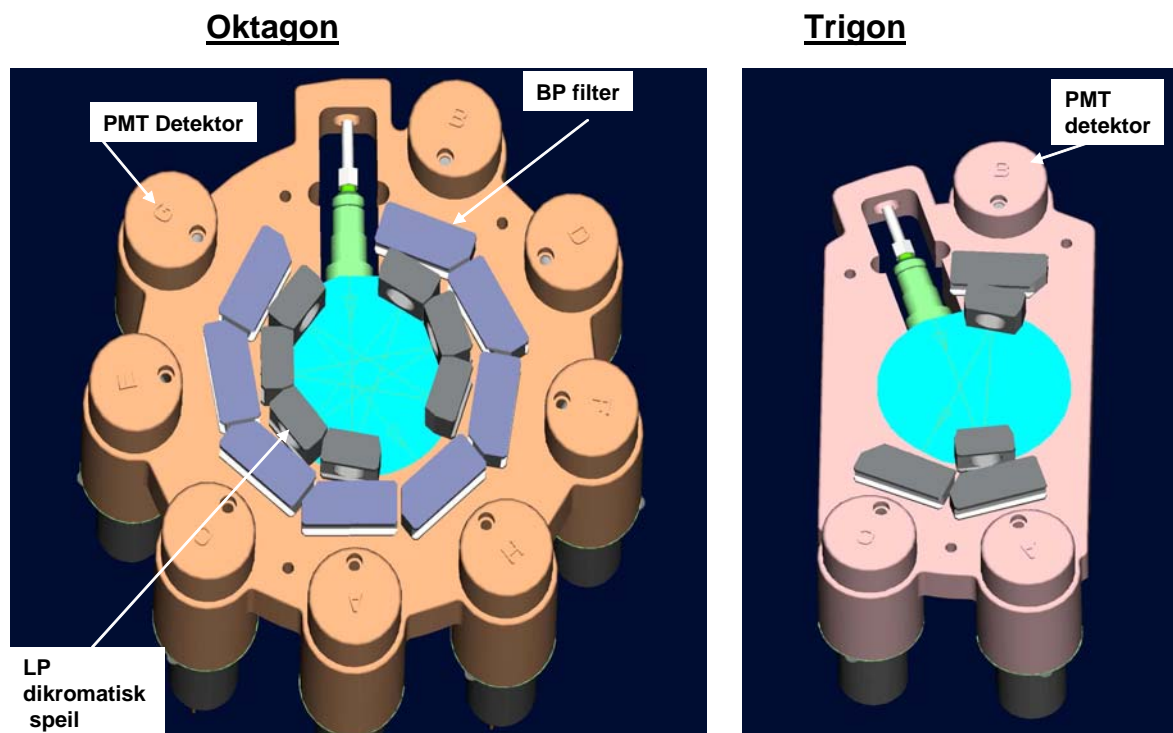 Oktagon
Trigon
PMT Detektor
BP filter
PMT
detektor
B
G
D
E
F
C
H
A
B
C
A
LP
dikromatisk
speil